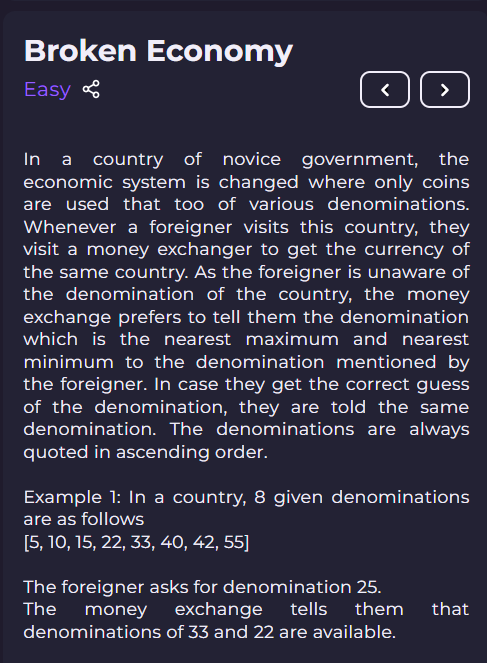 Broken Economy
Easy
In a country of novice government, the
economic system is changed where only coins
are used that too of various denominations.
Whenever a foreigner visits this country, they
visit a money exchanger to get the currency of
the same country. As the foreigner is unaware of
the denomination of the country, the money
exchange prefers to tell them the denomination
which is the nearest maximum and nearest
minimum to the denomination mentioned by
the foreigner. In case they get the correct guess
of the denomination, they are told the same
denomination. The denominations are always
quoted in ascending order.
Example 1: In a country, 8 given denominations
are as follows
[5, 10, 15, 22, 33, 40, 42, 55]
The foreigner asks for denomination 25.
The money exchange tells them that
denominations of 33 and 22 are available.